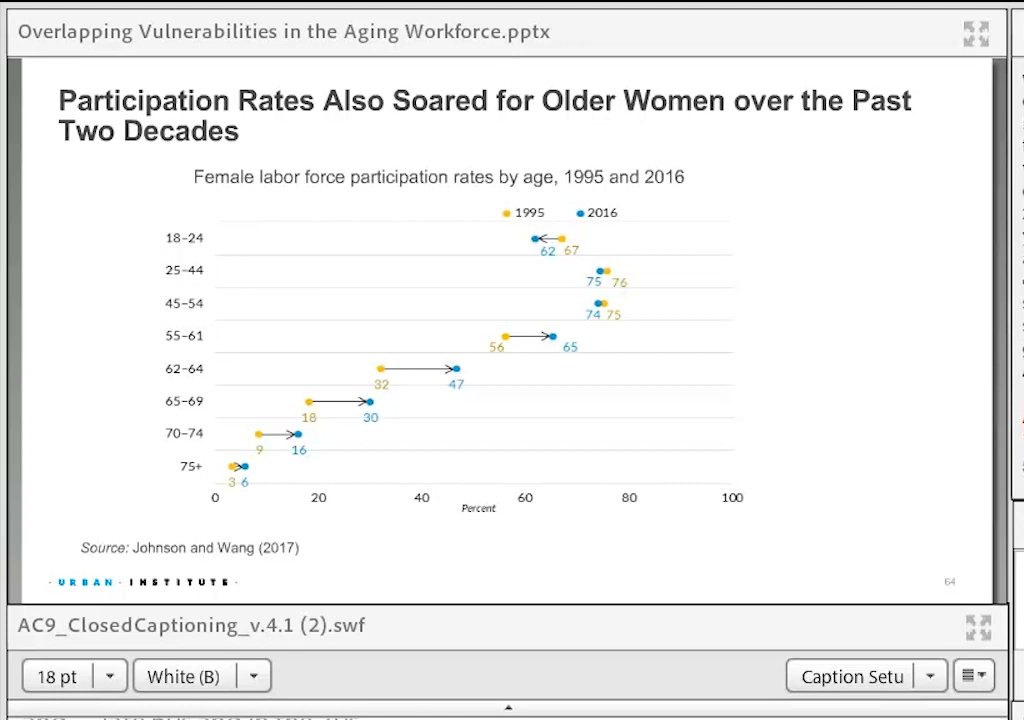 Overlapping Vulnerabilities in the Aging Workforce.pptx
Participation Rates Also Soared for Older Women over the Past
Two Decades
Female labor force participation rates by age, 1995 and 2016
1995 2016
18-24
62 67
25-44
75 76
45-54
74 75
55-61
56 65
62-64
32 47
65-69
18 30
70-74
9 16
75+
3 6
0 20 40 60 80 100
Percent
Source: Johnson and Wang (2017)
· URBAN · INSTITUTE · 64
AC9_ClosedCaptioning_v.4.1 (2).swf
18 pt White (B) Caption Setu